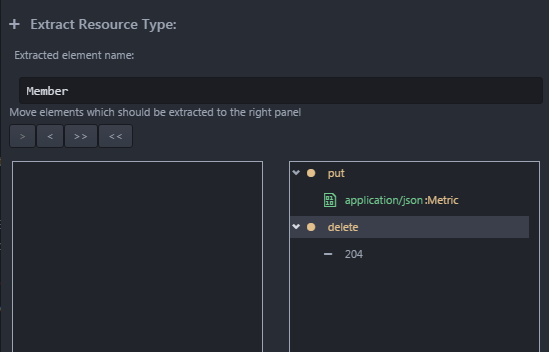 + Extract Resource Type:
Extracted element name:
Member
Move elements which should be extracted to the right panel
> < >> <<
put
application/json:Metric
delete
204